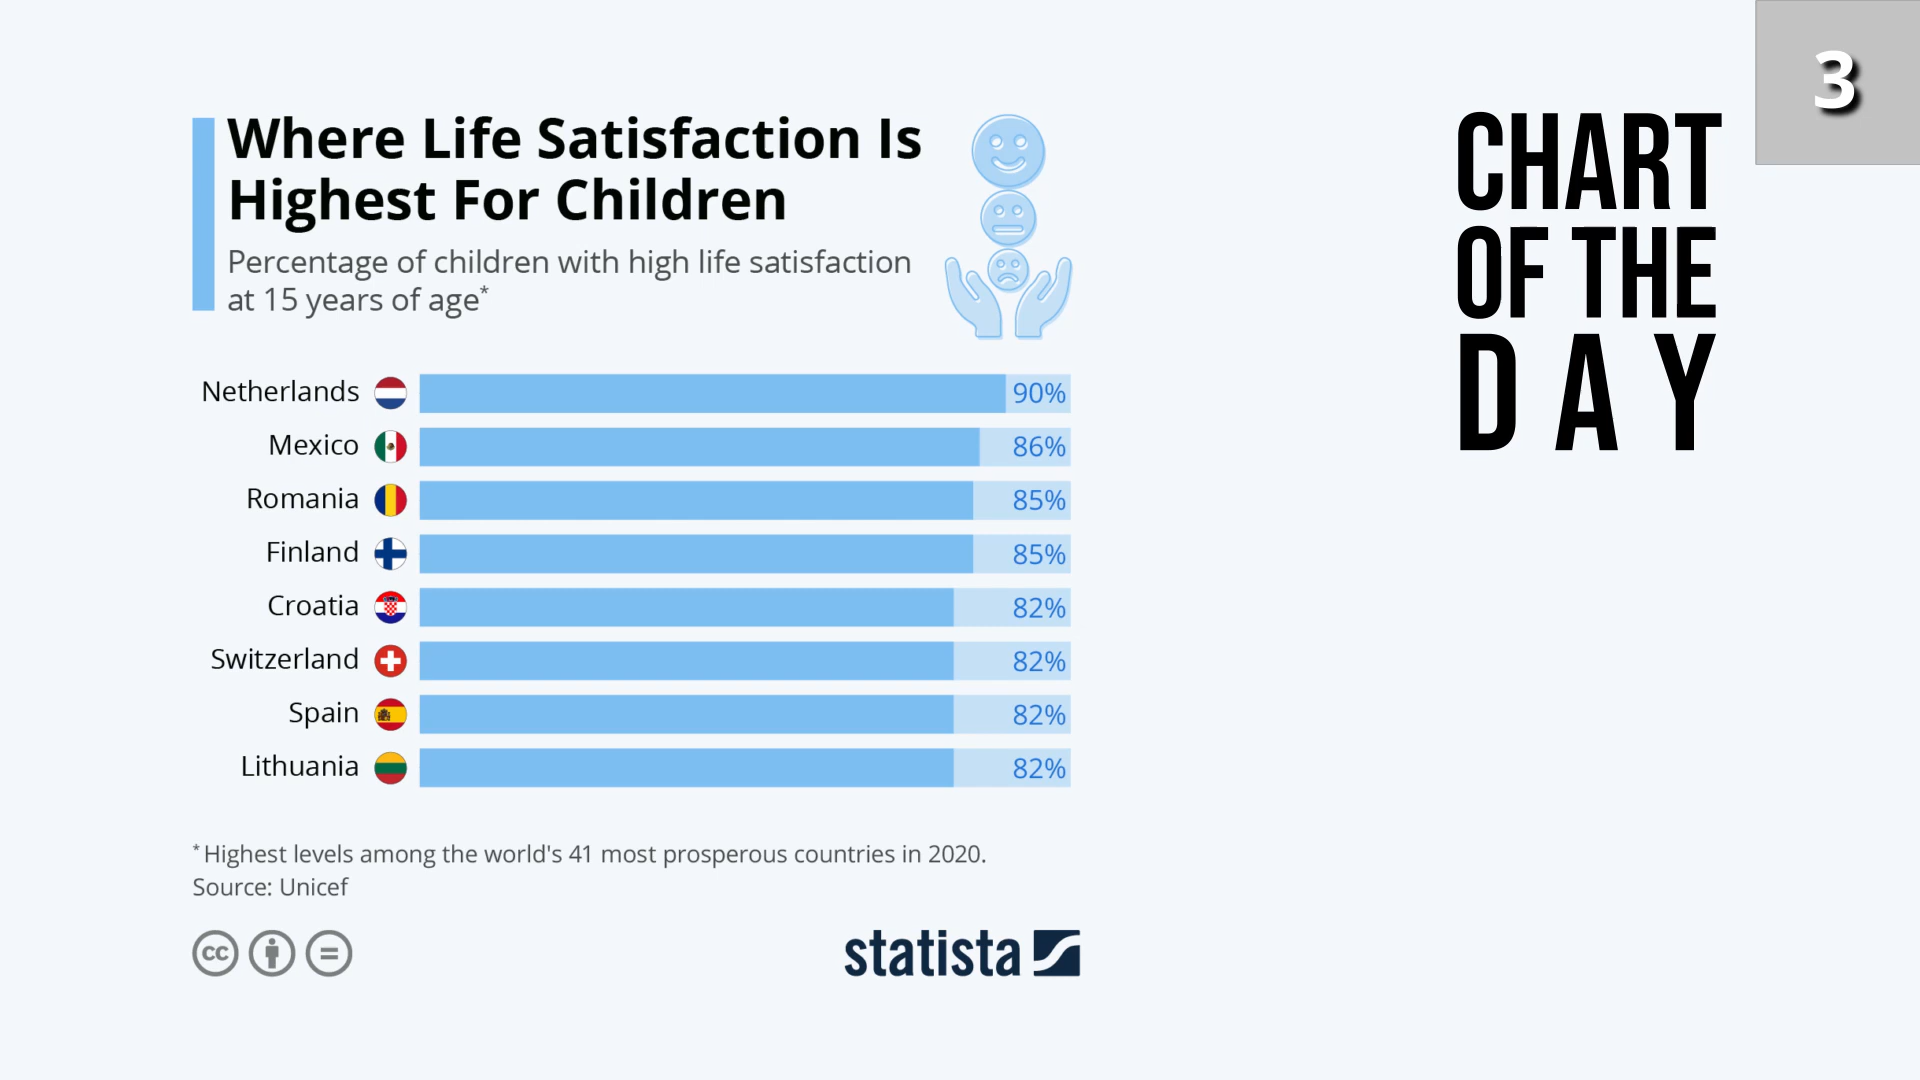 3
CHART
OF THE
DAY
Where Life Satisfaction Is
Highest For Children
Percentage of children with high life satisfaction
at 15 years of age*
Netherlands 90%
Mexico 86%
Romania 85%
Finland 85%
Croatia 82%
Switzerland 82%
Spain 82%
Lithuania 82%
* Highest levels among the world's 41 most prosperous countries in 2020.
Source: Unicef
cc =
statista